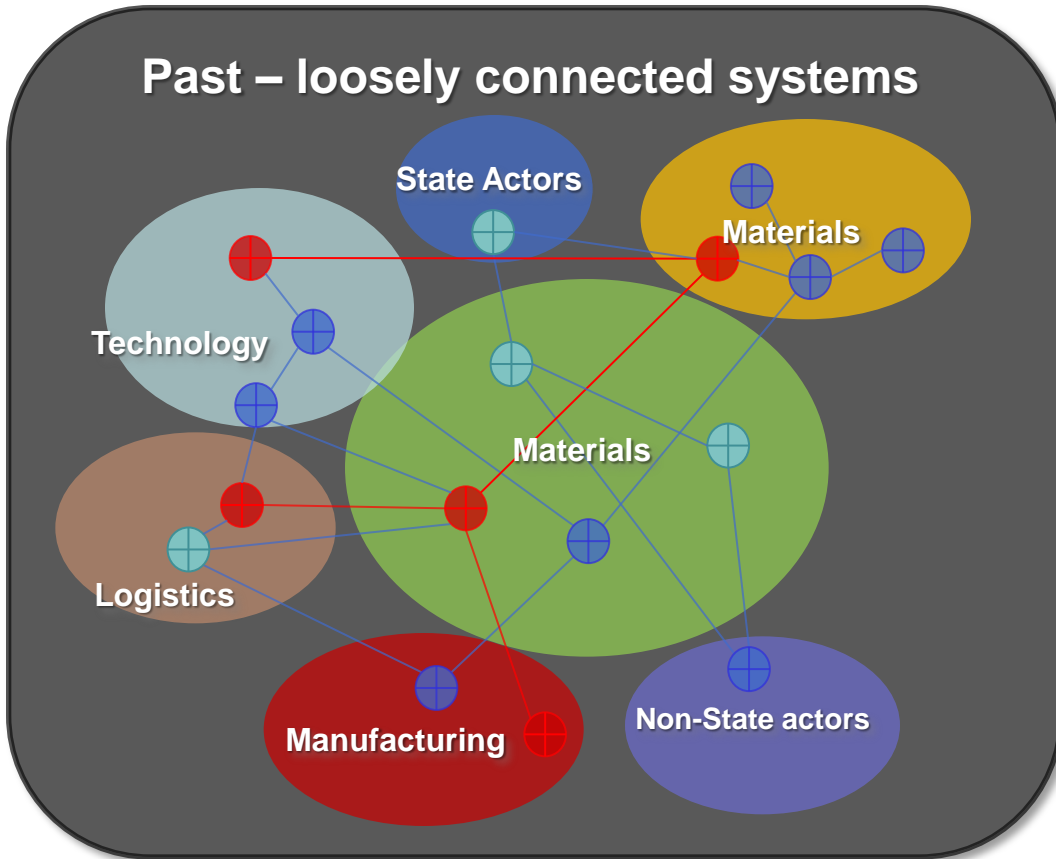 Past – loosely connected systems
State Actors
Materials
Technology
Materials
Logistics
Manufacturing
Non-State actors